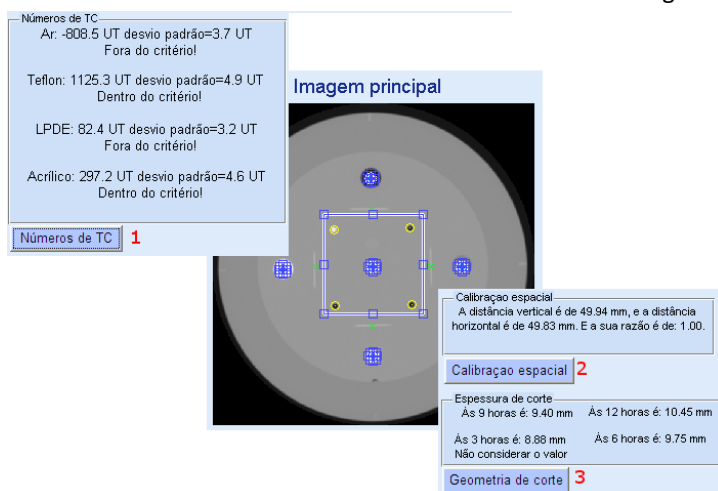 Números de TC
Ar: -808.5 UT desvio padrão=3.7 UT
Fora do critério!
Teflon: 1125.3 UT desvio padrão=4.9 UT
Dentro do critério!
LPDE: 82.4 UT desvio padrão=3.2 UT
Fora do critério!
Acrílico: 297.2 UT desvio padrão=4.6 UT
Dentro do critério!
Números de TC 1
Imagem principal
Calibraçao espacial
A distância vertical é de 49.94 mm, e a distância
horizontal é de 49.83 mm. E a sua razão é de: 1.00.
Calibraçao espacial 2
Espessura de corte
Às 9 horas é: 9.40 mm Às 12 horas é: 10.45 mm
Às 3 horas é: 8.88 mm Às 6 horas é: 9.75 mm
Não considerar o valor
Geometria de corte 3